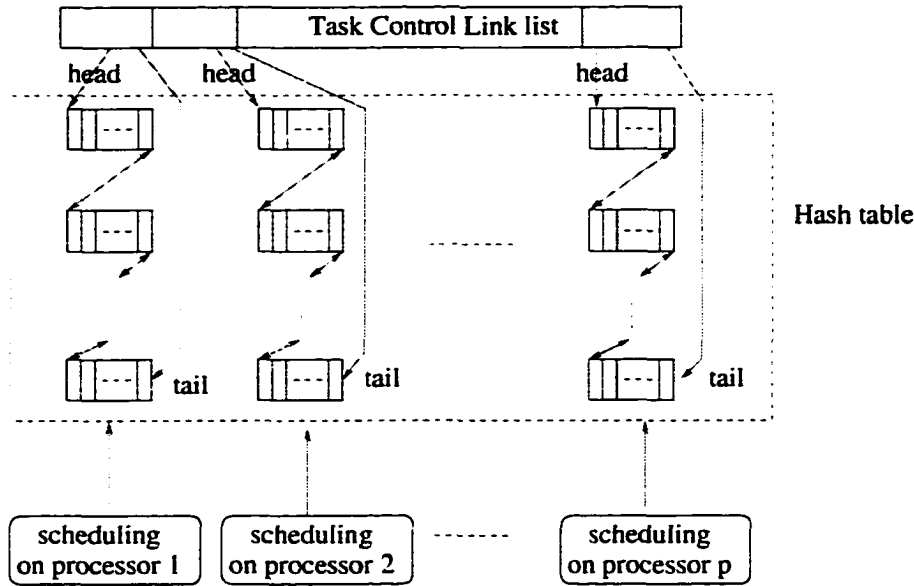 Task Control Link list
head
head
head
Hash table
tail
tail
tail
scheduling
on processor 1
scheduling
on processor 2
scheduling
on processor p